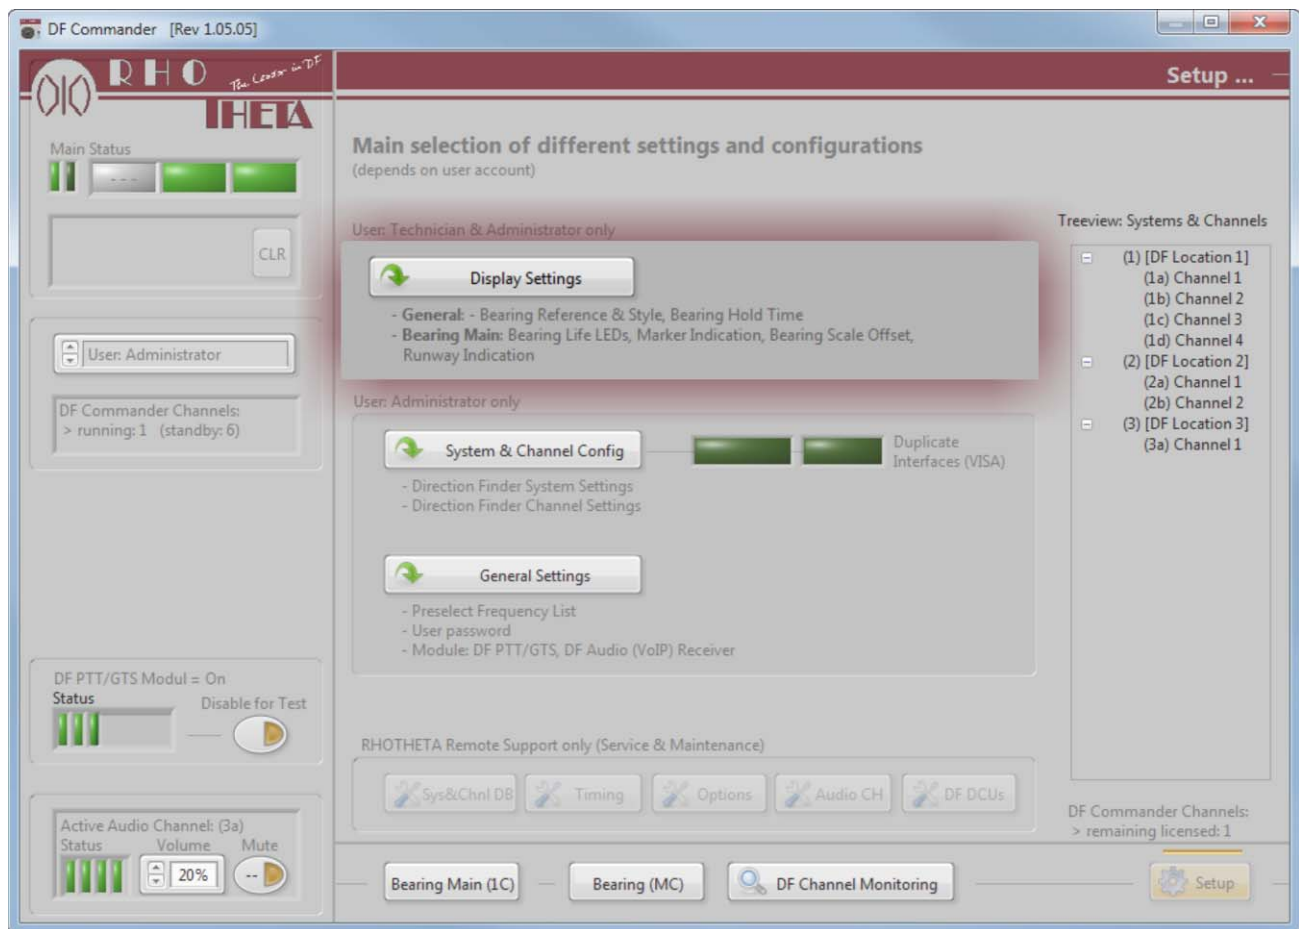 DF Commander [Rev 1.05.05]
RHO
The Leader in DF
THETA
Setup ...
Main Status
---
CLR
User: Administrator
DF Commander Channels:
> running: 1 (standby: 6)
DF PTT/GTS Modul = On
Status
Disable for Test
Active Audio Channel: (3a)
Status Volume Mute
20% --
Main selection of different settings and configurations
(depends on user account)
User: Technician & Administrator only
Display Settings
- General: - Bearing Reference & Style, Bearing Hold Time
- Bearing Main: Bearing Life LEDs, Marker Indication, Bearing Scale Offset,
Runway Indication
User: Administrator only
System & Channel Config
Duplicate
Interfaces (VISA)
- Direction Finder System Settings
- Direction Finder Channel Settings
General Settings
- Preselect Frequency List
- User password
- Module: DF PTT/GTS, DF Audio (VoIP) Receiver
RHOTHETA Remote Support only (Service & Maintenance)
Sys&Chnl DB Timing Options Audio CH DF DCUs
Treeview: Systems & Channels
(1) [DF Location 1]
(1a) Channel 1
(1b) Channel 2
(1c) Channel 3
(1d) Channel 4
(2) [DF Location 2]
(2a) Channel 1
(2b) Channel 2
(3) [DF Location 3]
(3a) Channel 1
DF Commander Channels:
> remaining licensed: 1
Bearing Main (1C) Bearing (MC) DF Channel Monitoring Setup